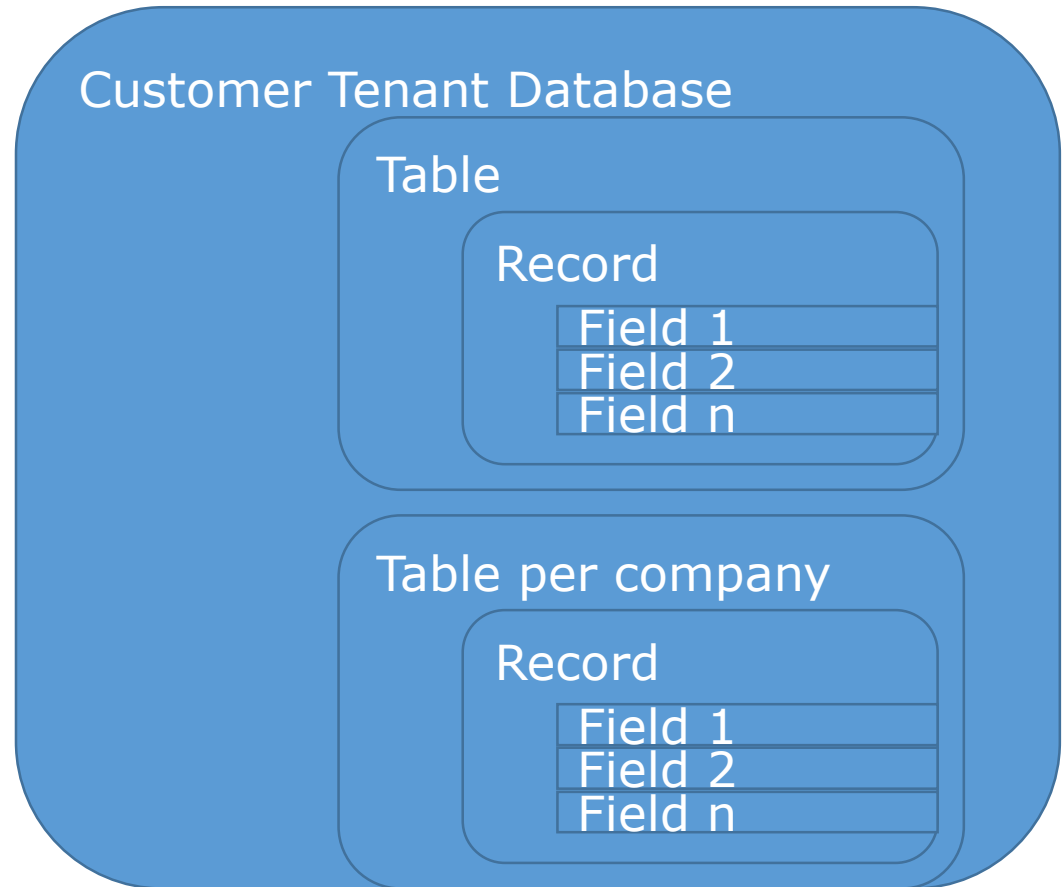 Customer Tenant Database
Table
Record
Field 1
Field 2
Field n
Table per company
Record
Field 1
Field 2
Field n